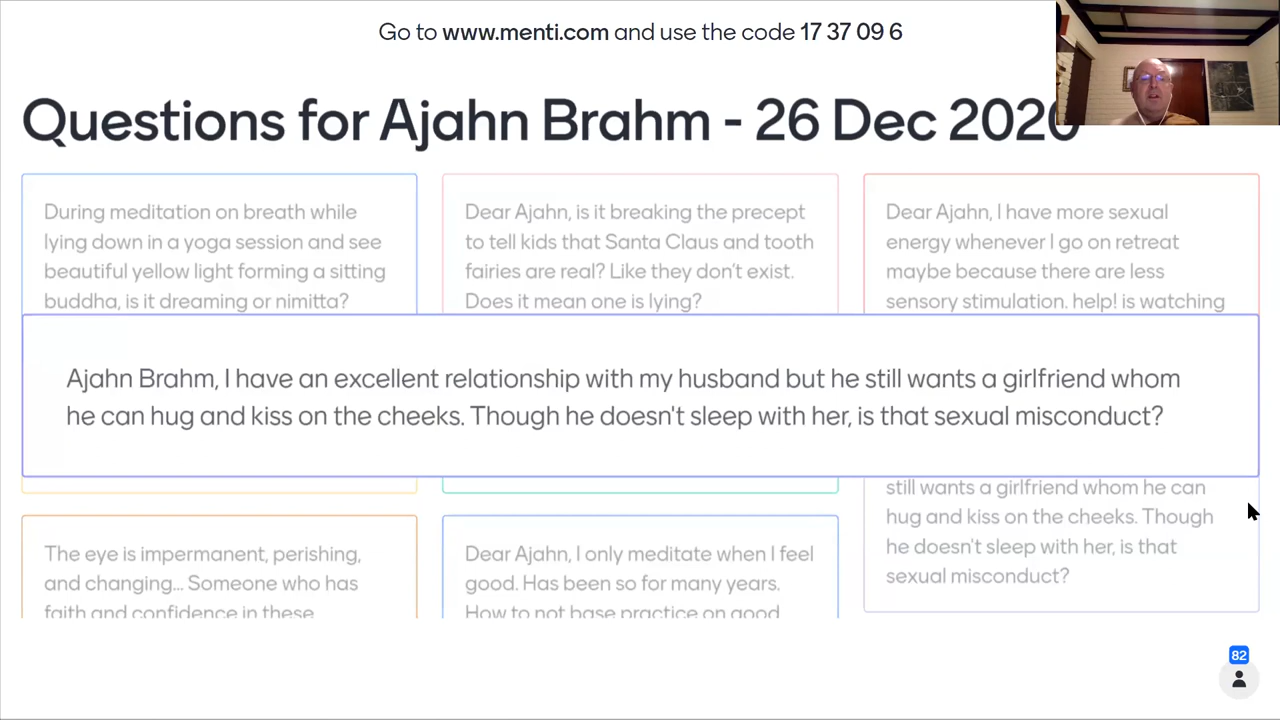 Go to www.menti.com and use the code 17 37 09 6
Questions for Ajahn Brahm - 26 Dec 2020
During meditation on breath while
lying down in a yoga session and see
beautiful yellow light forming a sitting
buddha, is it dreaming or nimitta?
Dear Ajahn, is it breaking the precept
to tell kids that Santa Claus and tooth
fairies are real? Like they don't exist.
Does it mean one is lying?
Dear Ajahn, I have more sexual
energy whenever I go on retreat
maybe because there are less
sensory stimulation. help! is watching
Ajahn Brahm, I have an excellent relationship with my husband but he still wants a girlfriend whom
he can hug and kiss on the cheeks. Though he doesn't sleep with her, is that sexual misconduct?
still wants a girlfriend whom he can
hug and kiss on the cheeks. Though
he doesn't sleep with her, is that
sexual misconduct?
The eye is impermanent, perishing,
and changing... Someone who has
faith and confidence in these
Dear Ajahn, I only meditate when I feel
good. Has been so for many years.
How to not base practice on good
82